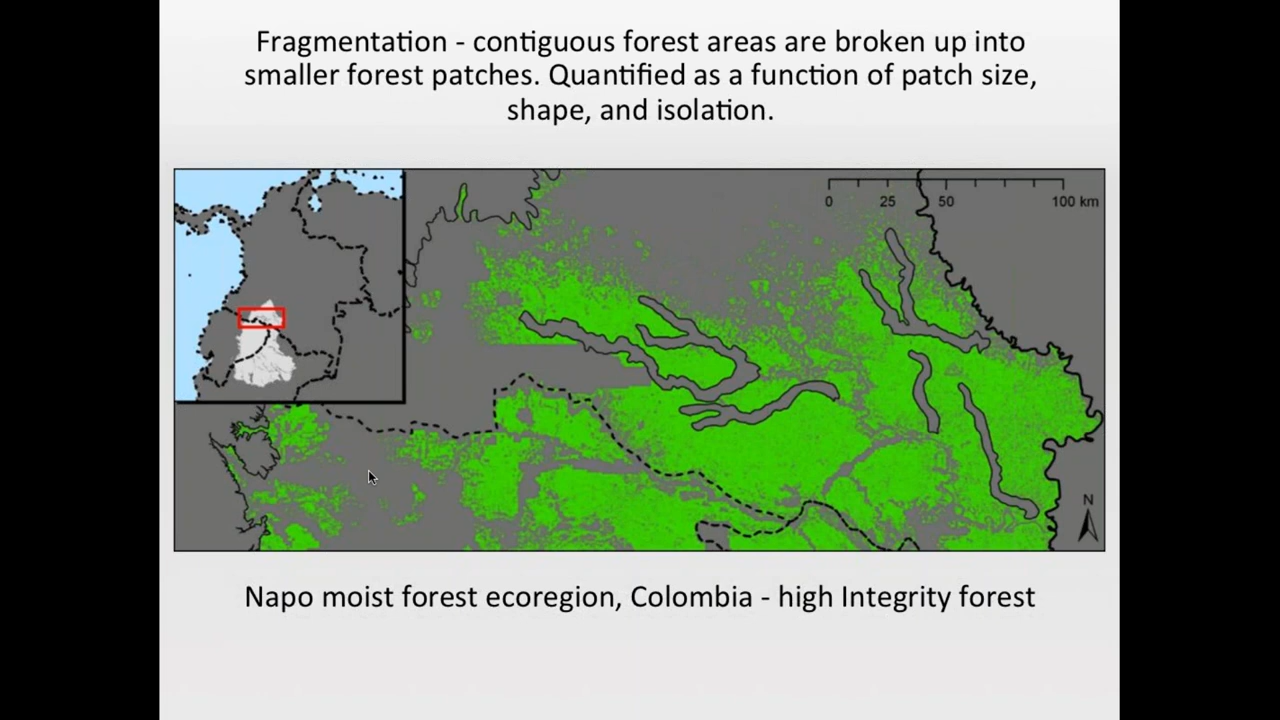 Fragmentation - contiguous forest areas are broken up into
smaller forest patches. Quantified as a function of patch size,
shape, and isolation.
0 25 50 100 km
N
Napo moist forest ecoregion, Colombia - high Integrity forest